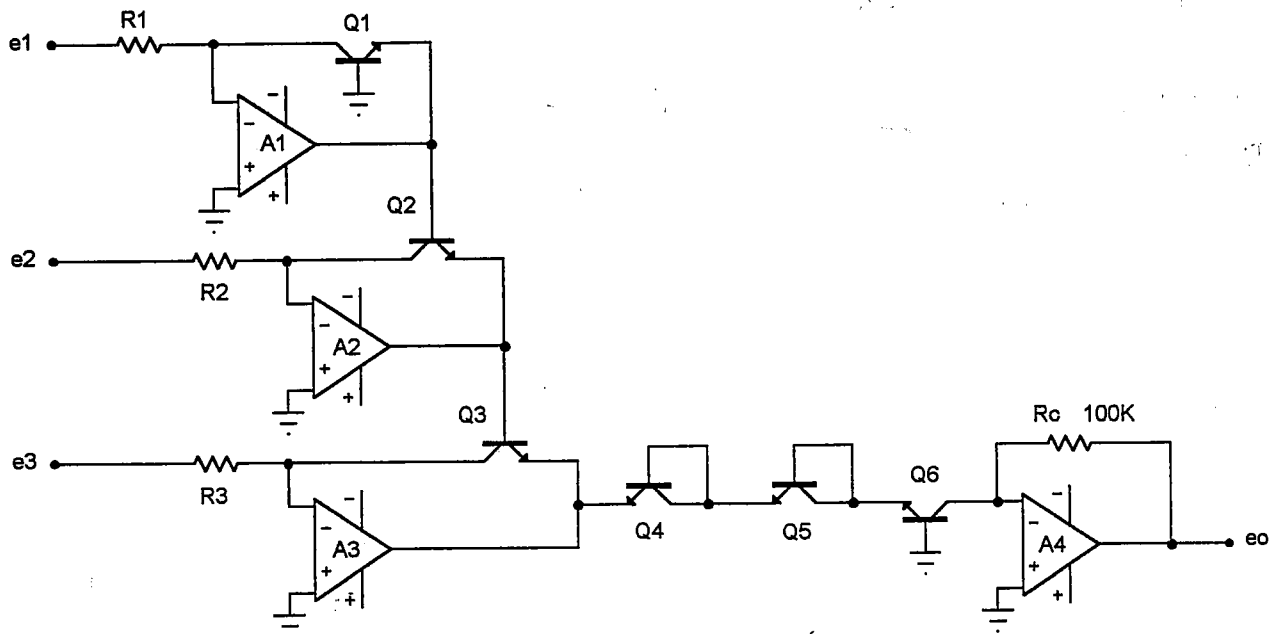 R1
Q1
e1
-
-
A1
+
+
Q2
e2
R2
-
-
A2
+
+
Q3
Rc 100K
e3
R3
Q6
-
-
Q4
Q5
-
-
A3
A4
eo
+
+
+
+